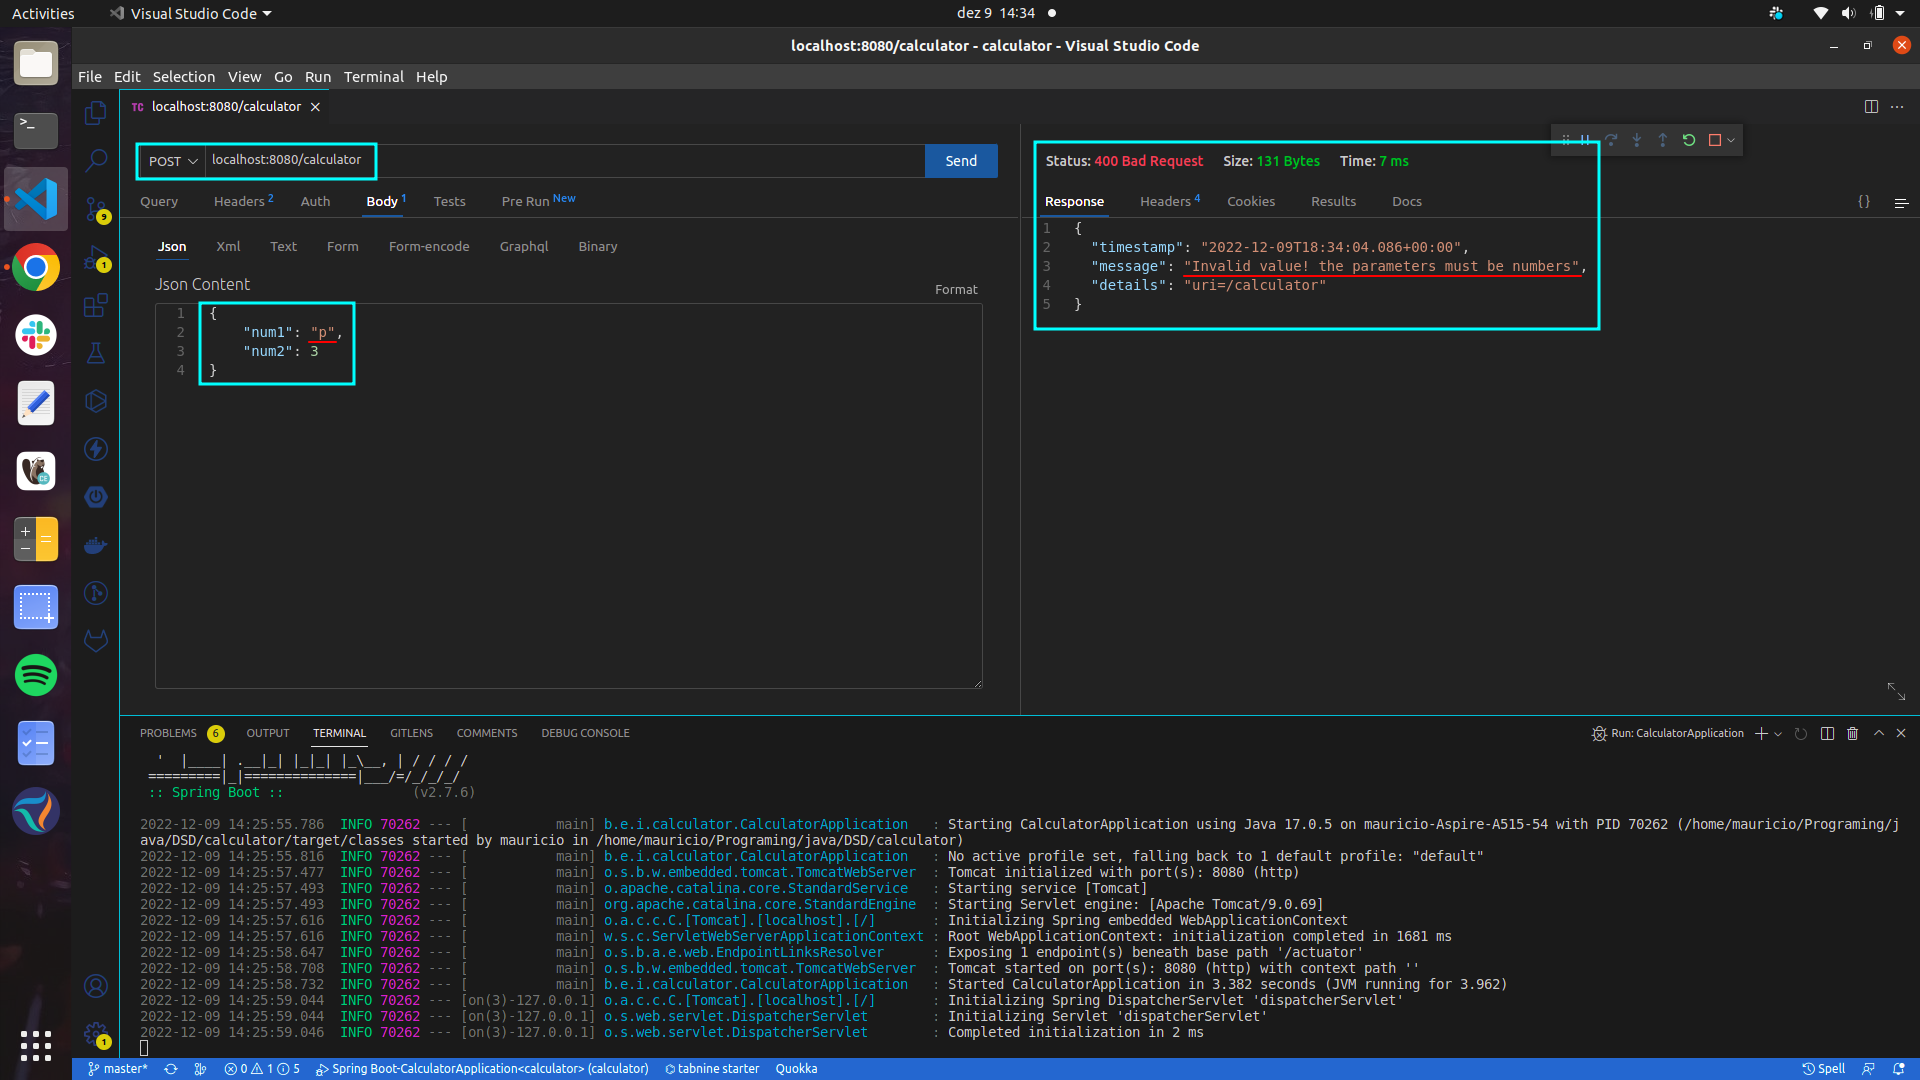 Activities
Visual Studio Code
dez 9 14:34
localhost:8080/calculator - calculator - Visual Studio Code
File Edit Selection View Go Run Terminal Help
TC localhost:8080/calculator
POST localhost:8080/calculator
Send
Query Headers 2 Auth Body 1 Tests Pre Run New
Json Xml Text Form Form-encode Graphql Binary
Json Content
Format
1 {
2 "num1": "p",
3 "num2": 3
4 }
Status: 400 Bad Request Size: 131 Bytes Time: 7 ms
Response Headers 4 Cookies Results Docs
{}
1 {
2 "timestamp": "2022-12-09T18:34:04.086+00:00",
3 "message": "Invalid value! the parameters must be numbers",
4 "details": "uri=/calculator"
5 }
9
1
PROBLEMS 6 OUTPUT TERMINAL GITLENS COMMENTS DEBUG CONSOLE
Run: CalculatorApplication
' |____| .__|_| |_|_| |_\__, | / / / /
=========|_|==============|___/=/_/_/_/
:: Spring Boot :: (v2.7.6)
2022-12-09 14:25:55.786 INFO 70262 --- [ main] b.e.i.calculator.CalculatorApplication : Starting CalculatorApplication using Java 17.0.5 on mauricio-Aspire-A515-54 with PID 70262 (/home/mauricio/Programing/j
ava/DSD/calculator/target/classes started by mauricio in /home/mauricio/Programing/java/DSD/calculator)
2022-12-09 14:25:55.816 INFO 70262 --- [ main] b.e.i.calculator.CalculatorApplication : No active profile set, falling back to 1 default profile: "default"
2022-12-09 14:25:57.477 INFO 70262 --- [ main] o.s.b.w.embedded.tomcat.TomcatWebServer : Tomcat initialized with port(s): 8080 (http)
2022-12-09 14:25:57.493 INFO 70262 --- [ main] o.apache.catalina.core.StandardService : Starting service [Tomcat]
2022-12-09 14:25:57.493 INFO 70262 --- [ main] org.apache.catalina.core.StandardEngine : Starting Servlet engine: [Apache Tomcat/9.0.69]
2022-12-09 14:25:57.616 INFO 70262 --- [ main] o.a.c.c.C.[Tomcat].[localhost].[/] : Initializing Spring embedded WebApplicationContext
2022-12-09 14:25:57.616 INFO 70262 --- [ main] w.s.c.ServletWebServerApplicationContext : Root WebApplicationContext: initialization completed in 1681 ms
2022-12-09 14:25:58.647 INFO 70262 --- [ main] o.s.b.a.e.web.EndpointLinksResolver : Exposing 1 endpoint(s) beneath base path '/actuator'
2022-12-09 14:25:58.708 INFO 70262 --- [ main] o.s.b.w.embedded.tomcat.TomcatWebServer : Tomcat started on port(s): 8080 (http) with context path ''
2022-12-09 14:25:58.732 INFO 70262 --- [ main] b.e.i.calculator.CalculatorApplication : Started CalculatorApplication in 3.382 seconds (JVM running for 3.962)
2022-12-09 14:25:59.044 INFO 70262 --- [on(3)-127.0.0.1] o.a.c.c.C.[Tomcat].[localhost].[/] : Initializing Spring DispatcherServlet 'dispatcherServlet'
2022-12-09 14:25:59.044 INFO 70262 --- [on(3)-127.0.0.1] o.s.web.servlet.DispatcherServlet : Initializing Servlet 'dispatcherServlet'
2022-12-09 14:25:59.046 INFO 70262 --- [on(3)-127.0.0.1] o.s.web.servlet.DispatcherServlet : Completed initialization in 2 ms
1
master* 0 1 5 Spring Boot-CalculatorApplication<calculator> (calculator) tabnine starter Quokka
Spell